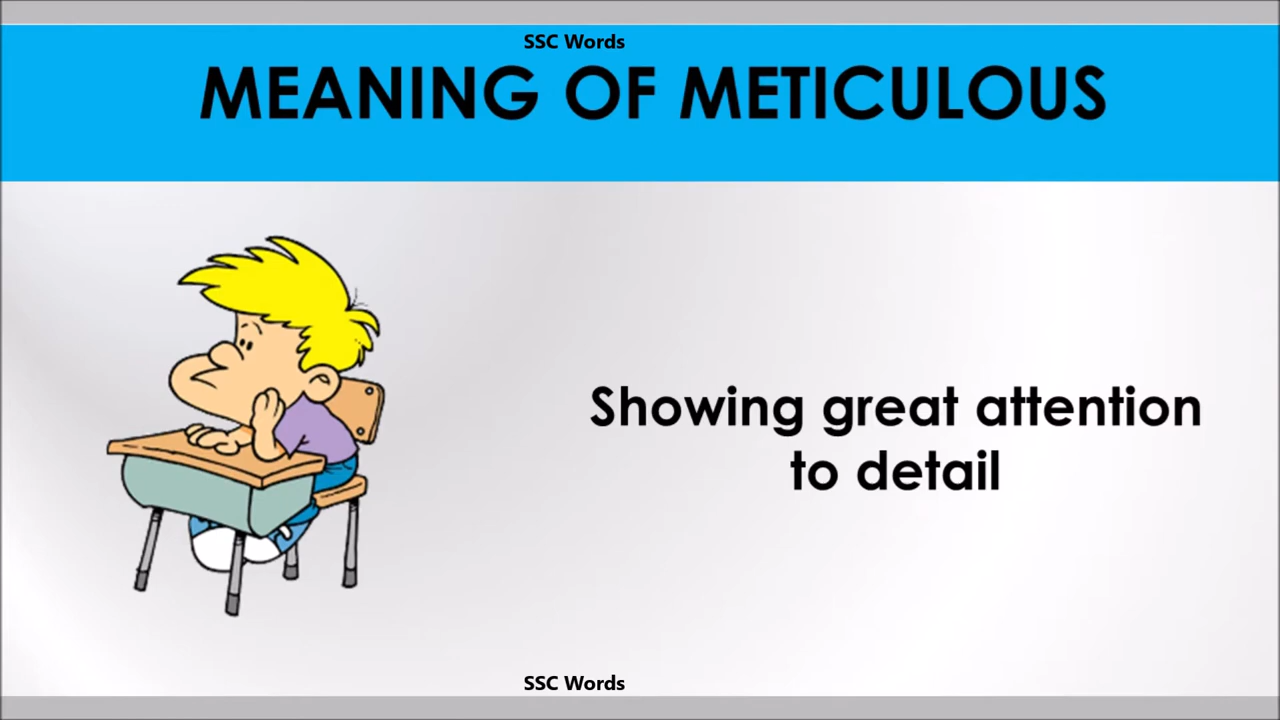 SSC Words
MEANING OF METICULOUS
Showing great attention
to detail
SSC Words